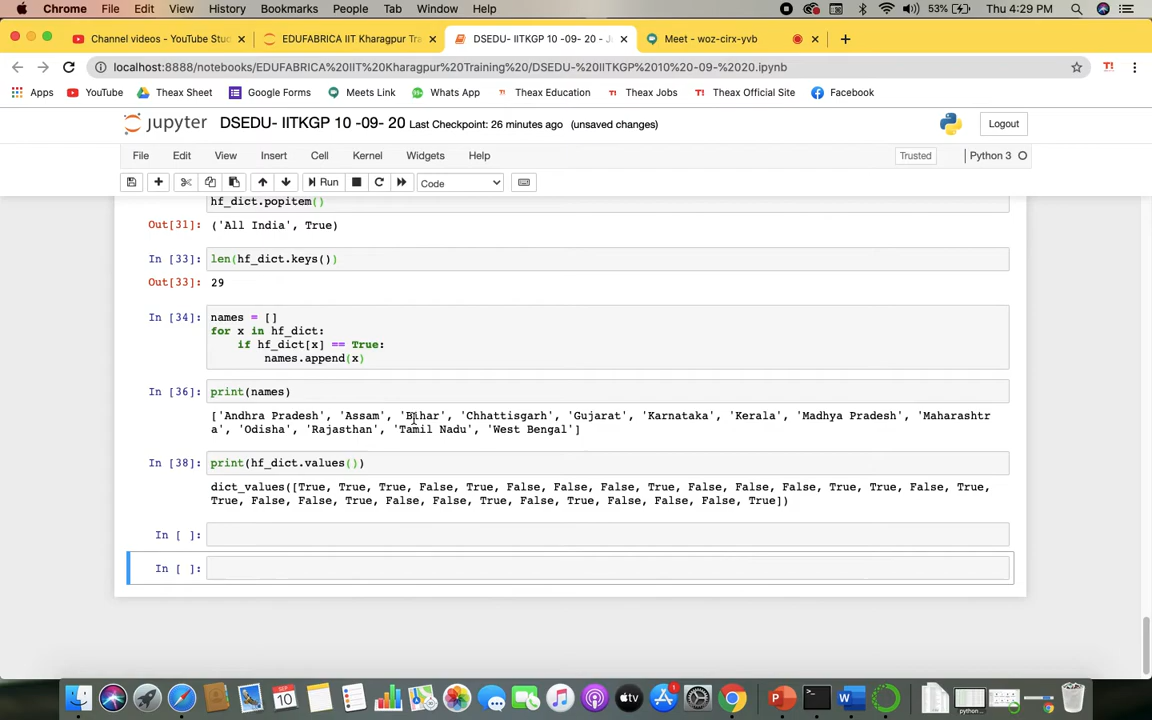 Chrome File Edit View History Bookmarks People Tab Window Help 53% Thu 4:29 PM
Channel videos - YouTube Stu EDUFABRICA IIT Kharagpur Tra DSEDU- IITKGP 10 -09- 20 - J Meet - woz-cirx-yvb
localhost:8888/notebooks/EDUFABRICA%20IIT%20Kharagpur%20Training%20/DSEDU-%20IITKGP%2010%20-09-%2020.ipynb T!
Apps YouTube Theax Sheet Google Forms Meets Link Whats App T! Theax Education T! Theax Jobs T! Theax Official Site Facebook
jupyter DSEDU- IITKGP 10 -09- 20 Last Checkpoint: 26 minutes ago (unsaved changes) Logout
File Edit View Insert Cell Kernel Widgets Help Trusted Python 3
Run Code
hf_dict.popitem()
Out[31]: ('All India', True)
In [33]: len(hf_dict.keys())
Out[33]: 29
In [34]: names = []
for x in hf_dict:
if hf_dict[x] == True:
names.append(x)
In [36]: print(names)
['Andhra Pradesh', 'Assam', 'Bihar', 'Chhattisgarh', 'Gujarat', 'Karnataka', 'Kerala', 'Madhya Pradesh', 'Maharashtr
a', 'Odisha', 'Rajasthan', 'Tamil Nadu', 'West Bengal']
In [38]: print(hf_dict.values())
dict_values([True, True, True, False, True, False, False, False, True, False, False, False, True, True, False, True,
True, False, False, True, False, False, True, False, True, False, False, False, True])
In [ ]:
In [ ]:
SEP
10
tv
1
python